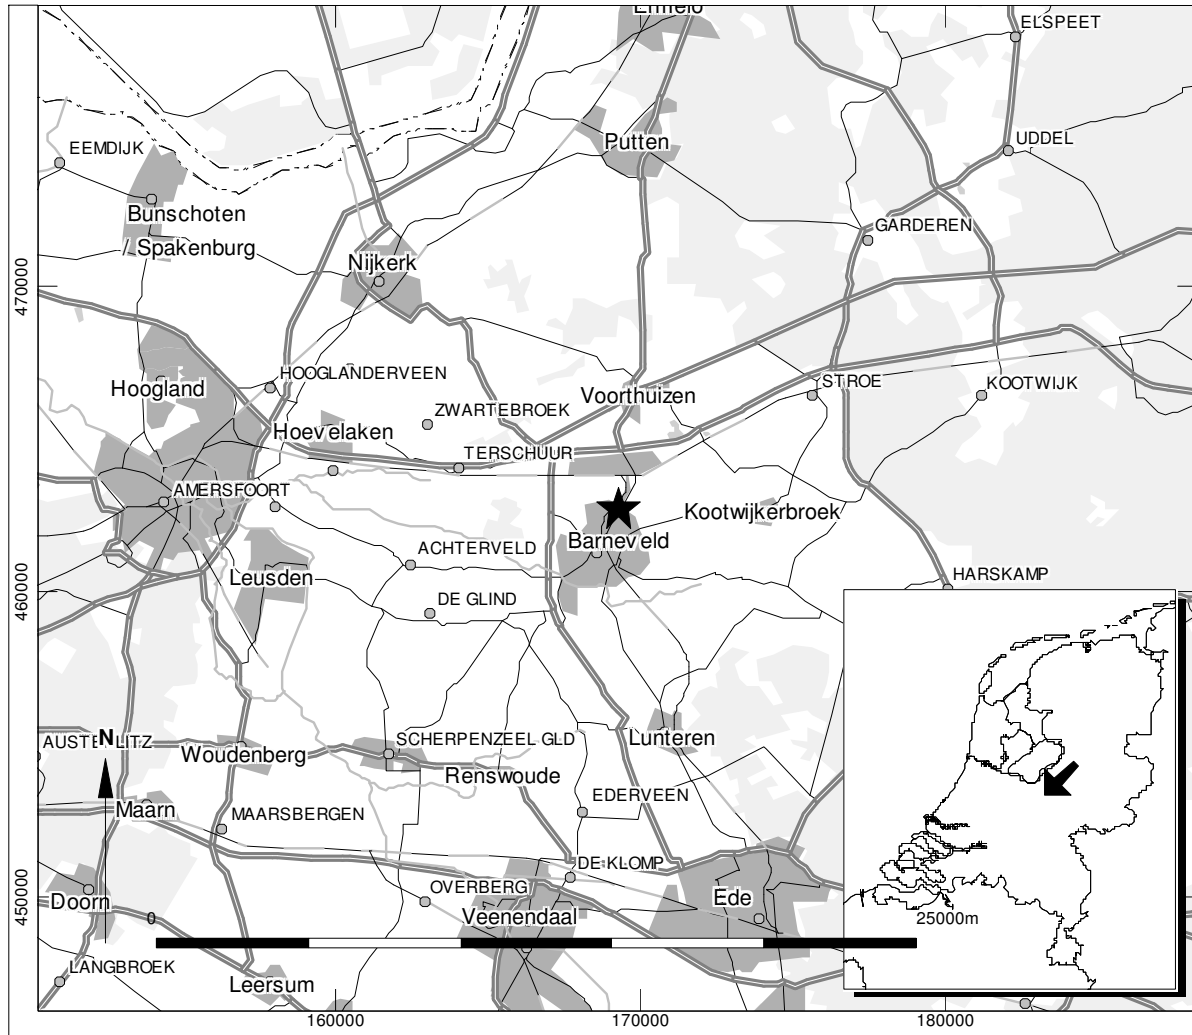 Ermelo
ELSPEET
Putten
UDDEL
EEMDIJK
Bunschoten
/ Spakenburg
GARDEREN
Nijkerk
470000
HOOGLANDERVEEN
Hoogland
Voorthuizen
STROE
KOOTWIJK
ZWARTEBROEK
Hoevelaken
TERSCHUUR
AMERSFOORT
Kootwijkerbroek
Barneveld
ACHTERVELD
Leusden
HARSKAMP
460000
DE GLIND
N
AUSTERLITZ
Woudenberg
SCHERPENZEEL GLD
Lunteren
Renswoude
Maarn
MAARSBERGEN
EDERVEEN
DE KLOMP
OVERBERG
Ede
450000
Doorn
0
Veenendaal
25000m
LANGBROEK
Leersum
160000
170000
180000